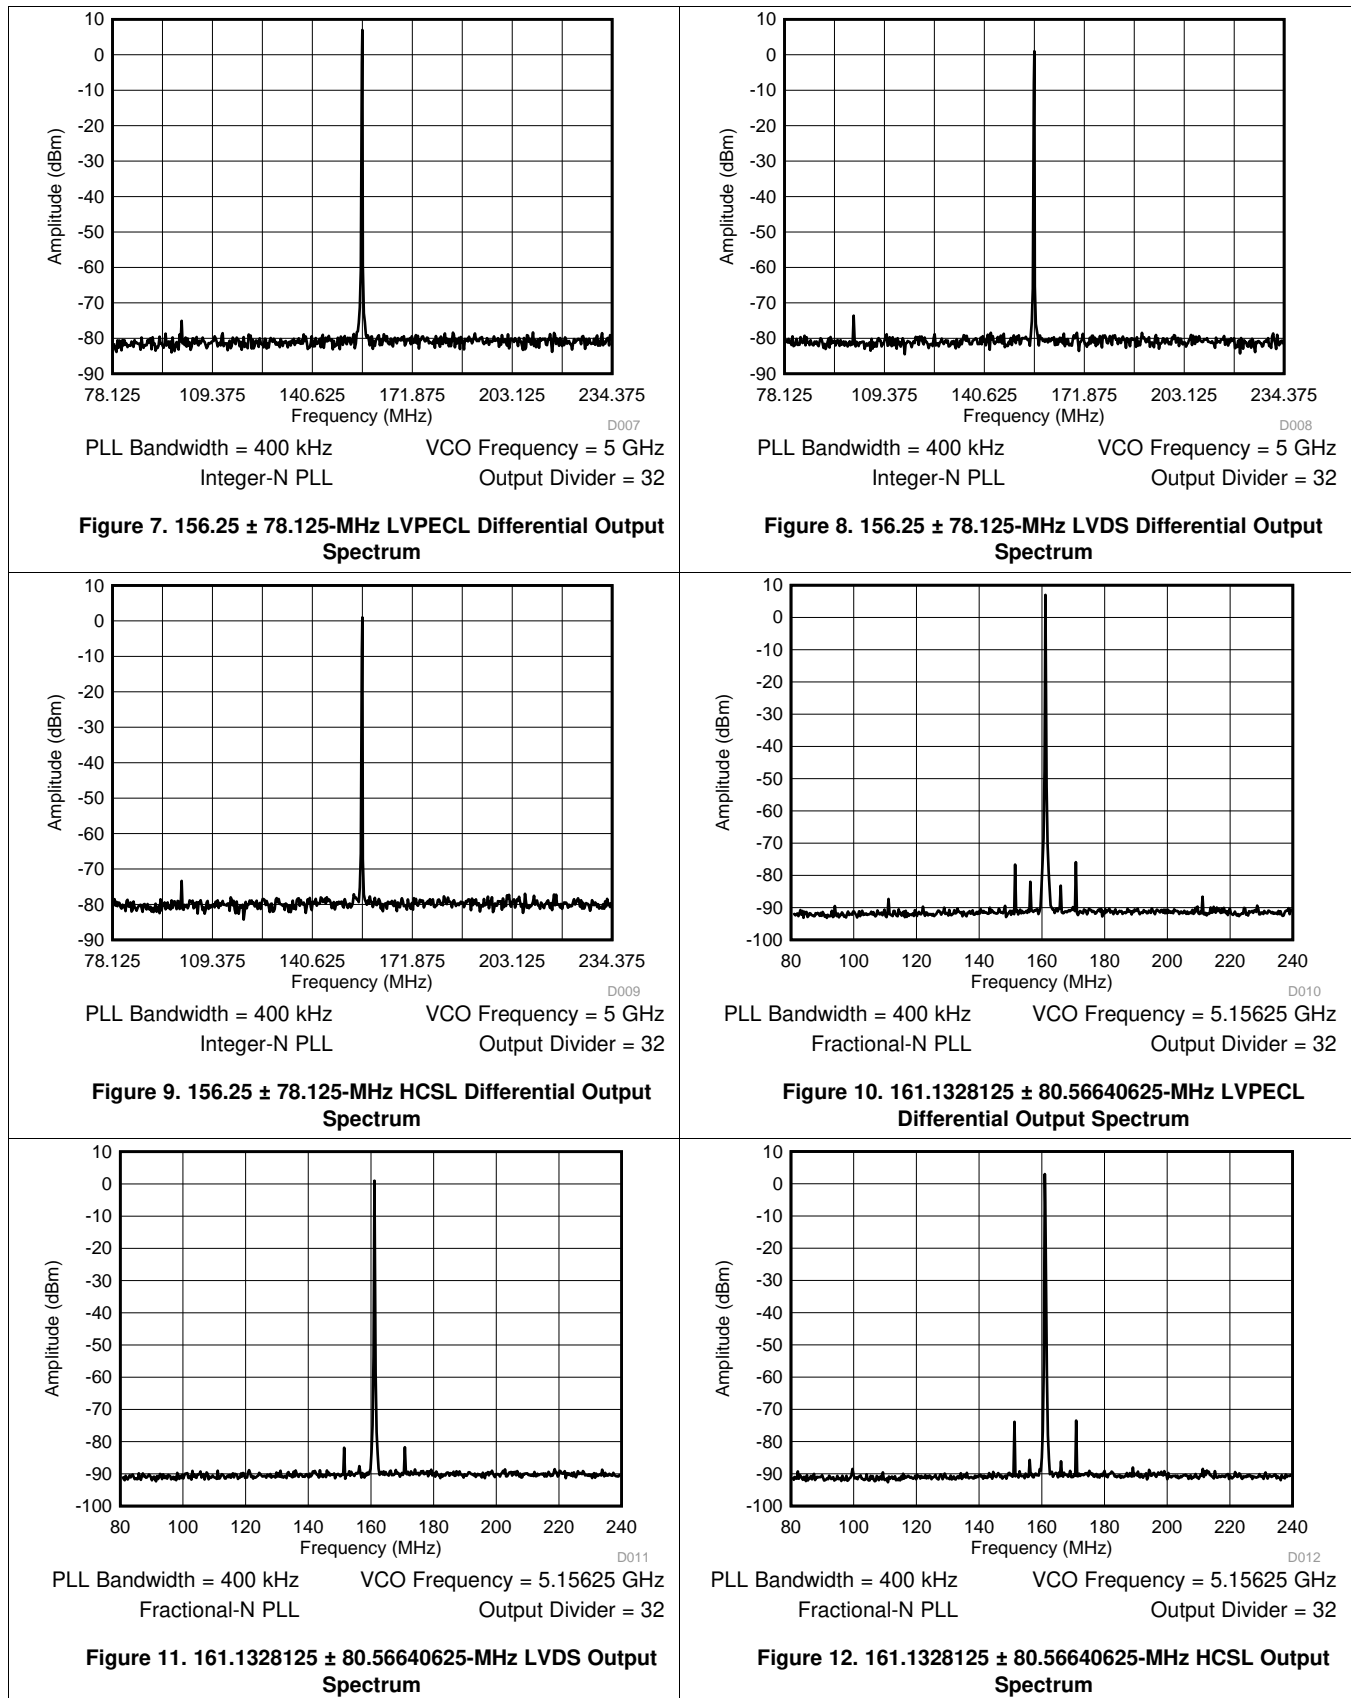 10
0
-10
-20
-30
-40
-50
-60
-70
-80
-90
Amplitude (dBm)
78.125 109.375 140.625 171.875 203.125 234.375
Frequency (MHz)
D007
PLL Bandwidth = 400 kHz VCO Frequency = 5 GHz
Integer-N PLL Output Divider = 32
Figure 7. 156.25 ± 78.125-MHz LVPECL Differential Output
Spectrum
10
0
-10
-20
-30
-40
-50
-60
-70
-80
-90
Amplitude (dBm)
78.125 109.375 140.625 171.875 203.125 234.375
Frequency (MHz)
D008
PLL Bandwidth = 400 kHz VCO Frequency = 5 GHz
Integer-N PLL Output Divider = 32
Figure 8. 156.25 ± 78.125-MHz LVDS Differential Output
Spectrum
10
0
-10
-20
-30
-40
-50
-60
-70
-80
-90
Amplitude (dBm)
78.125 109.375 140.625 171.875 203.125 234.375
Frequency (MHz)
D009
PLL Bandwidth = 400 kHz VCO Frequency = 5 GHz
Integer-N PLL Output Divider = 32
Figure 9. 156.25 ± 78.125-MHz HCSL Differential Output
Spectrum
10
0
-10
-20
-30
-40
-50
-60
-70
-80
-90
-100
Amplitude (dBm)
80 100 120 140 160 180 200 220 240
Frequency (MHz)
D010
PLL Bandwidth = 400 kHz VCO Frequency = 5.15625 GHz
Fractional-N PLL Output Divider = 32
Figure 10. 161.1328125 ± 80.56640625-MHz LVPECL
Differential Output Spectrum
10
0
-10
-20
-30
-40
-50
-60
-70
-80
-90
-100
Amplitude (dBm)
80 100 120 140 160 180 200 220 240
Frequency (MHz)
D011
PLL Bandwidth = 400 kHz VCO Frequency = 5.15625 GHz
Fractional-N PLL Output Divider = 32
Figure 11. 161.1328125 ± 80.56640625-MHz LVDS Output
Spectrum
10
0
-10
-20
-30
-40
-50
-60
-70
-80
-90
-100
Amplitude (dBm)
80 100 120 140 160 180 200 220 240
Frequency (MHz)
D012
PLL Bandwidth = 400 kHz VCO Frequency = 5.15625 GHz
Fractional-N PLL Output Divider = 32
Figure 12. 161.1328125 ± 80.56640625-MHz HCSL Output
Spectrum